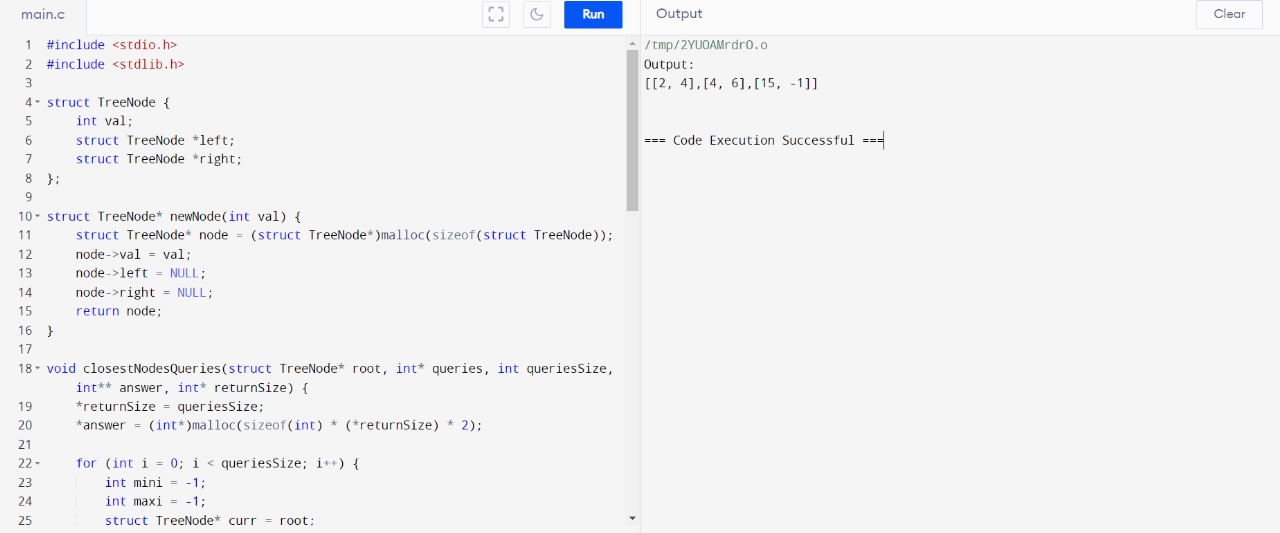 main.c
Run
Output
Clear
1 #include <stdio.h>
2 #include <stdlib.h>
3
4 struct TreeNode {
5 int val;
6 struct TreeNode *left;
7 struct TreeNode *right;
8 };
9
10 struct TreeNode* newNode(int val) {
11 struct TreeNode* node = (struct TreeNode*)malloc(sizeof(struct TreeNode));
12 node->val = val;
13 node->left = NULL;
14 node->right = NULL;
15 return node;
16 }
17
18 void closestNodesQueries(struct TreeNode* root, int* queries, int queriesSize,
int** answer, int* returnSize) {
19 *returnSize = queriesSize;
20 *answer = (int*)malloc(sizeof(int) * (*returnSize) * 2);
21
22 for (int i = 0; i < queriesSize; i++) {
23 int mini = -1;
24 int maxi = -1;
25 struct TreeNode* curr = root;
/tmp/2YUOAMrdrO.o
Output:
[[2, 4],[4, 6],[15, -1]]
=== Code Execution Successful ===